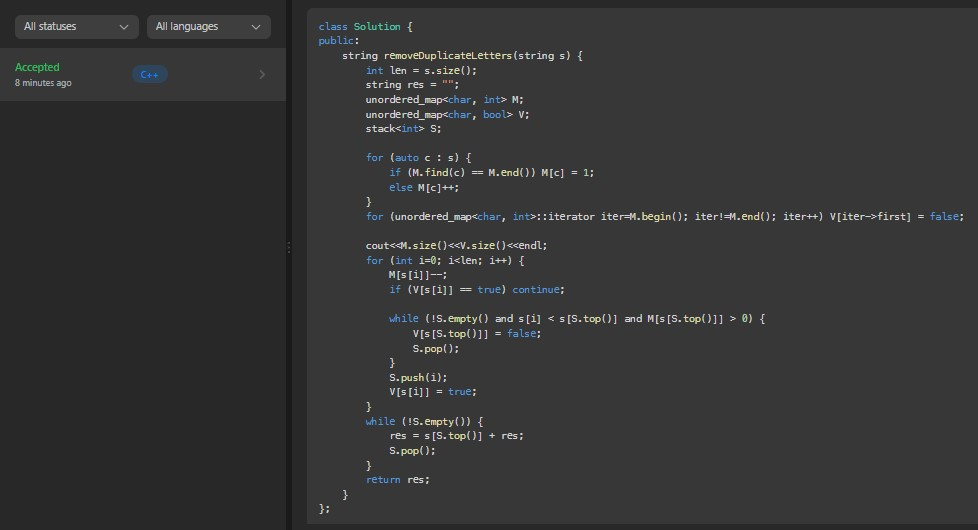 All statuses
All languages
Accepted
8 minutes ago
C++
class Solution {
public:
    string removeDuplicateLetters(string s) {
        int len = s.size();
        string res = "";
        unordered_map<char, int> M;
        unordered_map<char, bool> V;
        stack<int> S;
        for (auto c : s) {
            if (M.find(c) == M.end()) M[c] = 1;
            else M[c]++;
        }
        for (unordered_map<char, int>::iterator iter=M.begin(); iter!=M.end(); iter++) V[iter->first] = false;
        cout<<M.size()<<V.size()<<endl;
        for (int i=0; i<len; i++) {
            M[s[i]]--;
            if (V[s[i]] == true) continue;
            while (!S.empty() and s[i] < s[S.top()] and M[s[S.top()]] > 0) {
                V[s[S.top()]] = false;
                S.pop();
            }
            S.push(i);
            V[s[i]] = true;
        }
        while (!S.empty()) {
            res = s[S.top()] + res;
            S.pop();
        }
        return res;
    }
};